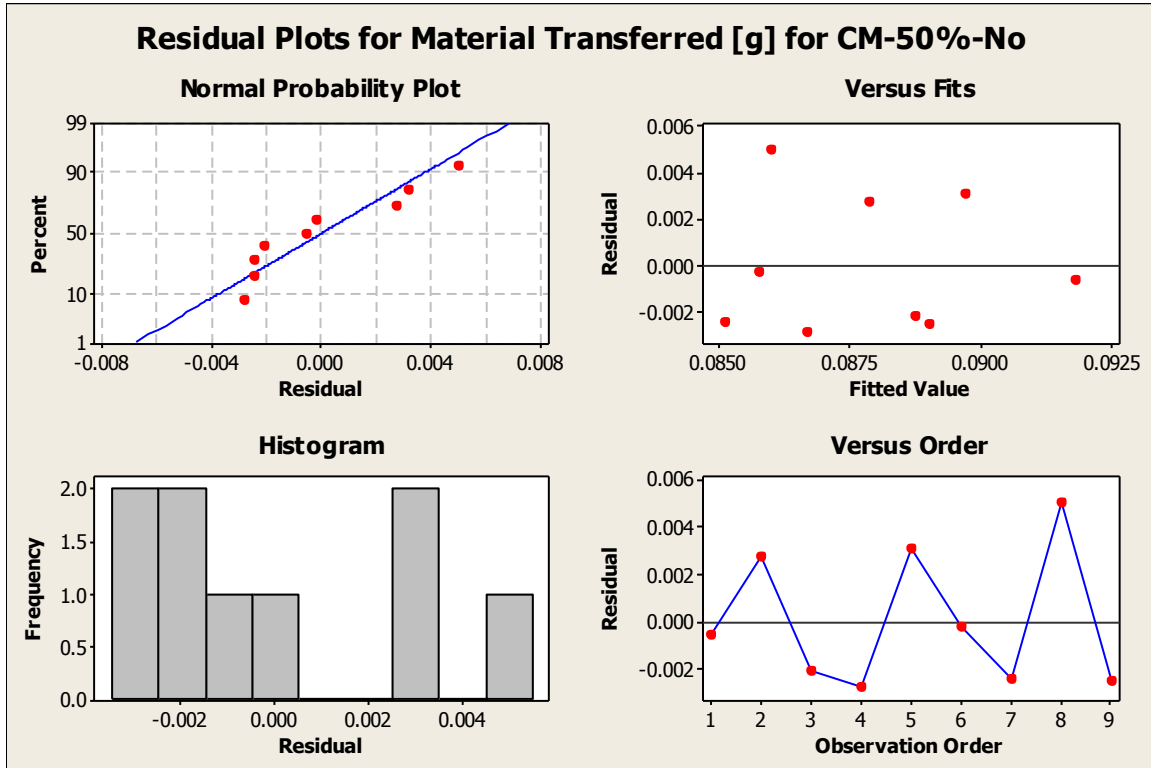 Residual Plots for Material Transferred [g] for CM-50%-No
Normal Probability Plot
99
90
50
10
1
Percent
-0.008
-0.004
0.000
0.004
0.008
Residual
Versus Fits
0.006
0.004
0.002
0.000
-0.002
Residual
0.0850
0.0875
0.0900
0.0925
Fitted Value
Histogram
2.0
1.5
1.0
0.5
0.0
Frequency
-0.002
0.000
0.002
0.004
Residual
Versus Order
0.006
0.004
0.002
0.000
-0.002
Residual
1 2 3 4 5 6 7 8 9
Observation Order